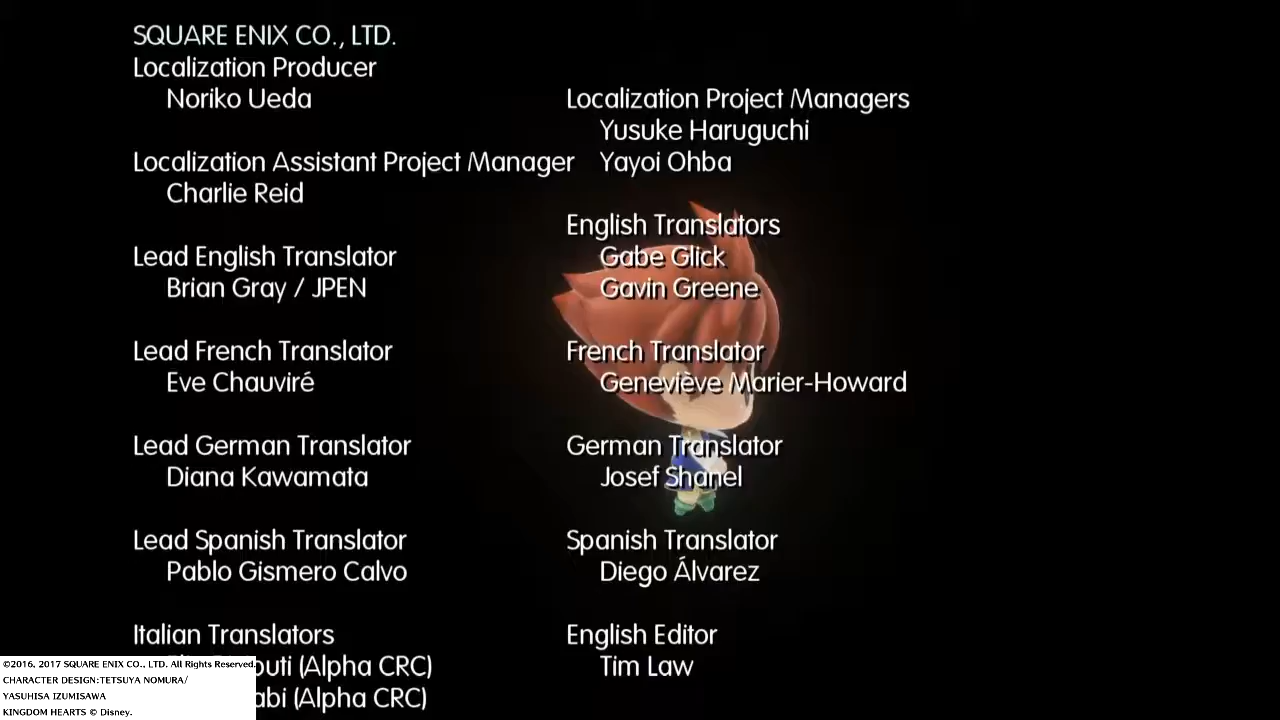 SQUARE ENIX CO., LTD.
Localization Producer
Noriko Ueda
Localization Project Managers
Yusuke Haruguchi
Yayoi Ohba
Localization Assistant Project Manager
Charlie Reid
English Translators
Gabe Glick
Gavin Greene
Lead English Translator
Brian Gray / JPEN
Lead French Translator
Eve Chauviré
French Translator
Geneviève Marier-Howard
Lead German Translator
Diana Kawamata
German Translator
Josef Shanel
Lead Spanish Translator
Pablo Gismero Calvo
Spanish Translator
Diego Álvarez
Italian Translators
(Alpha CRC)
(Alpha CRC)
English Editor
Tim Law
©2016, 2017 SQUARE ENIX CO., LTD. All Rights Reserved.
CHARACTER DESIGN:TETSUYA NOMURA/
YASUHISA IZUMISAWA
KINGDOM HEARTS © Disney.